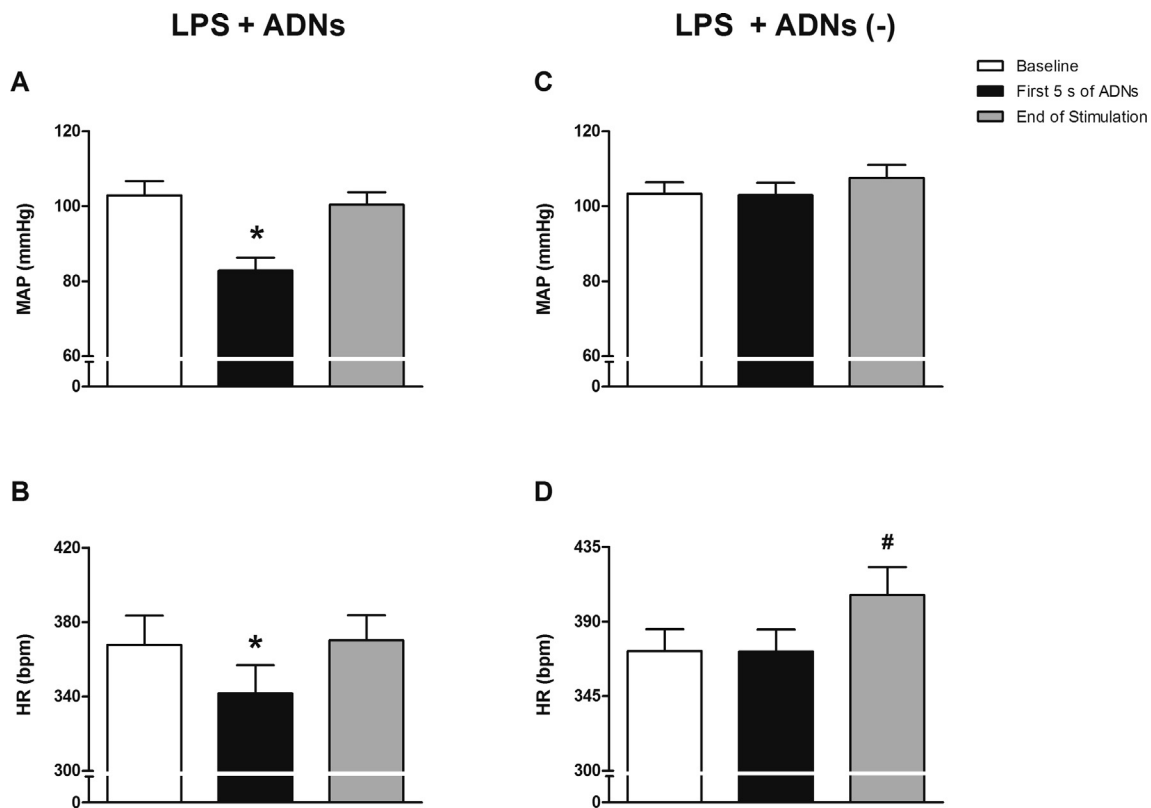 LPS + ADNs
LPS + ADNs (-)
Baseline
First 5 s of ADNs
End of Stimulation
A
120
100
80
60
0
MAP (mmHg)
*
C
120
100
80
60
0
MAP (mmHg)
B
420
380
340
300
0
HR (bpm)
*
D
435
390
345
300
0
HR (bpm)
#